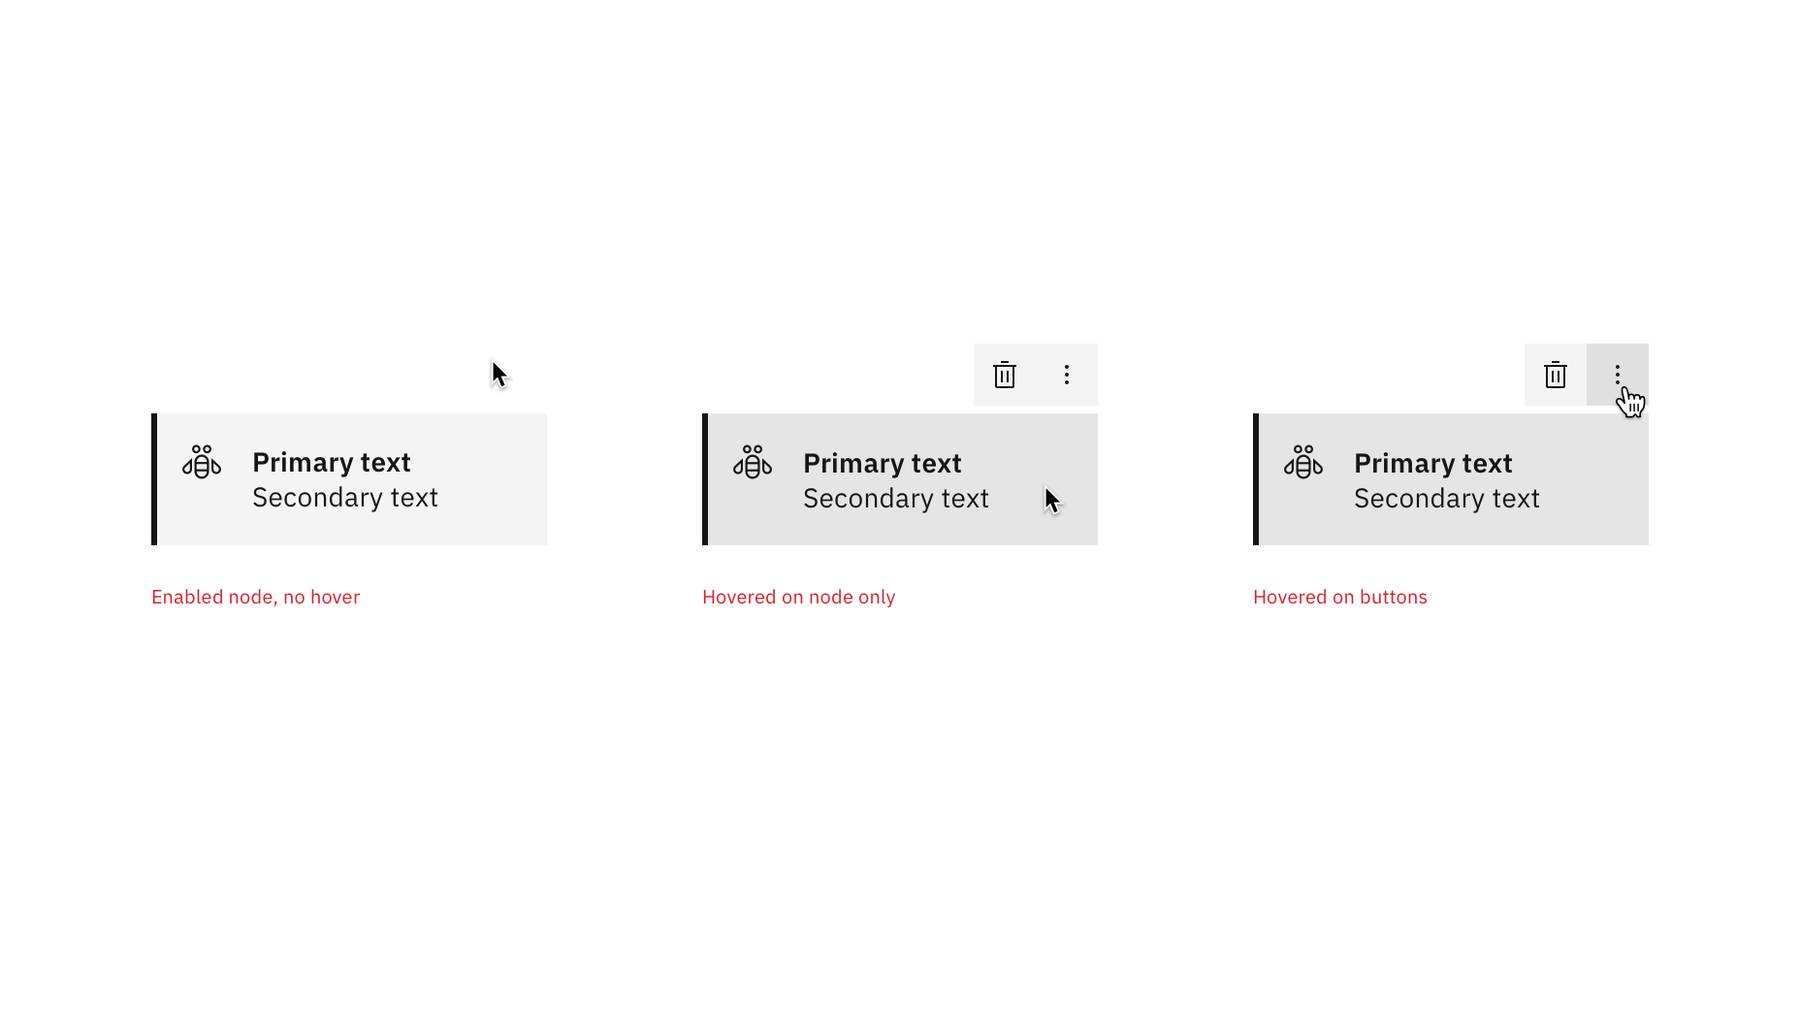 Primary text
Secondary text
Enabled node, no hover
Primary text
Secondary text
Hovered on node only
Primary text
Secondary text
Hovered on buttons